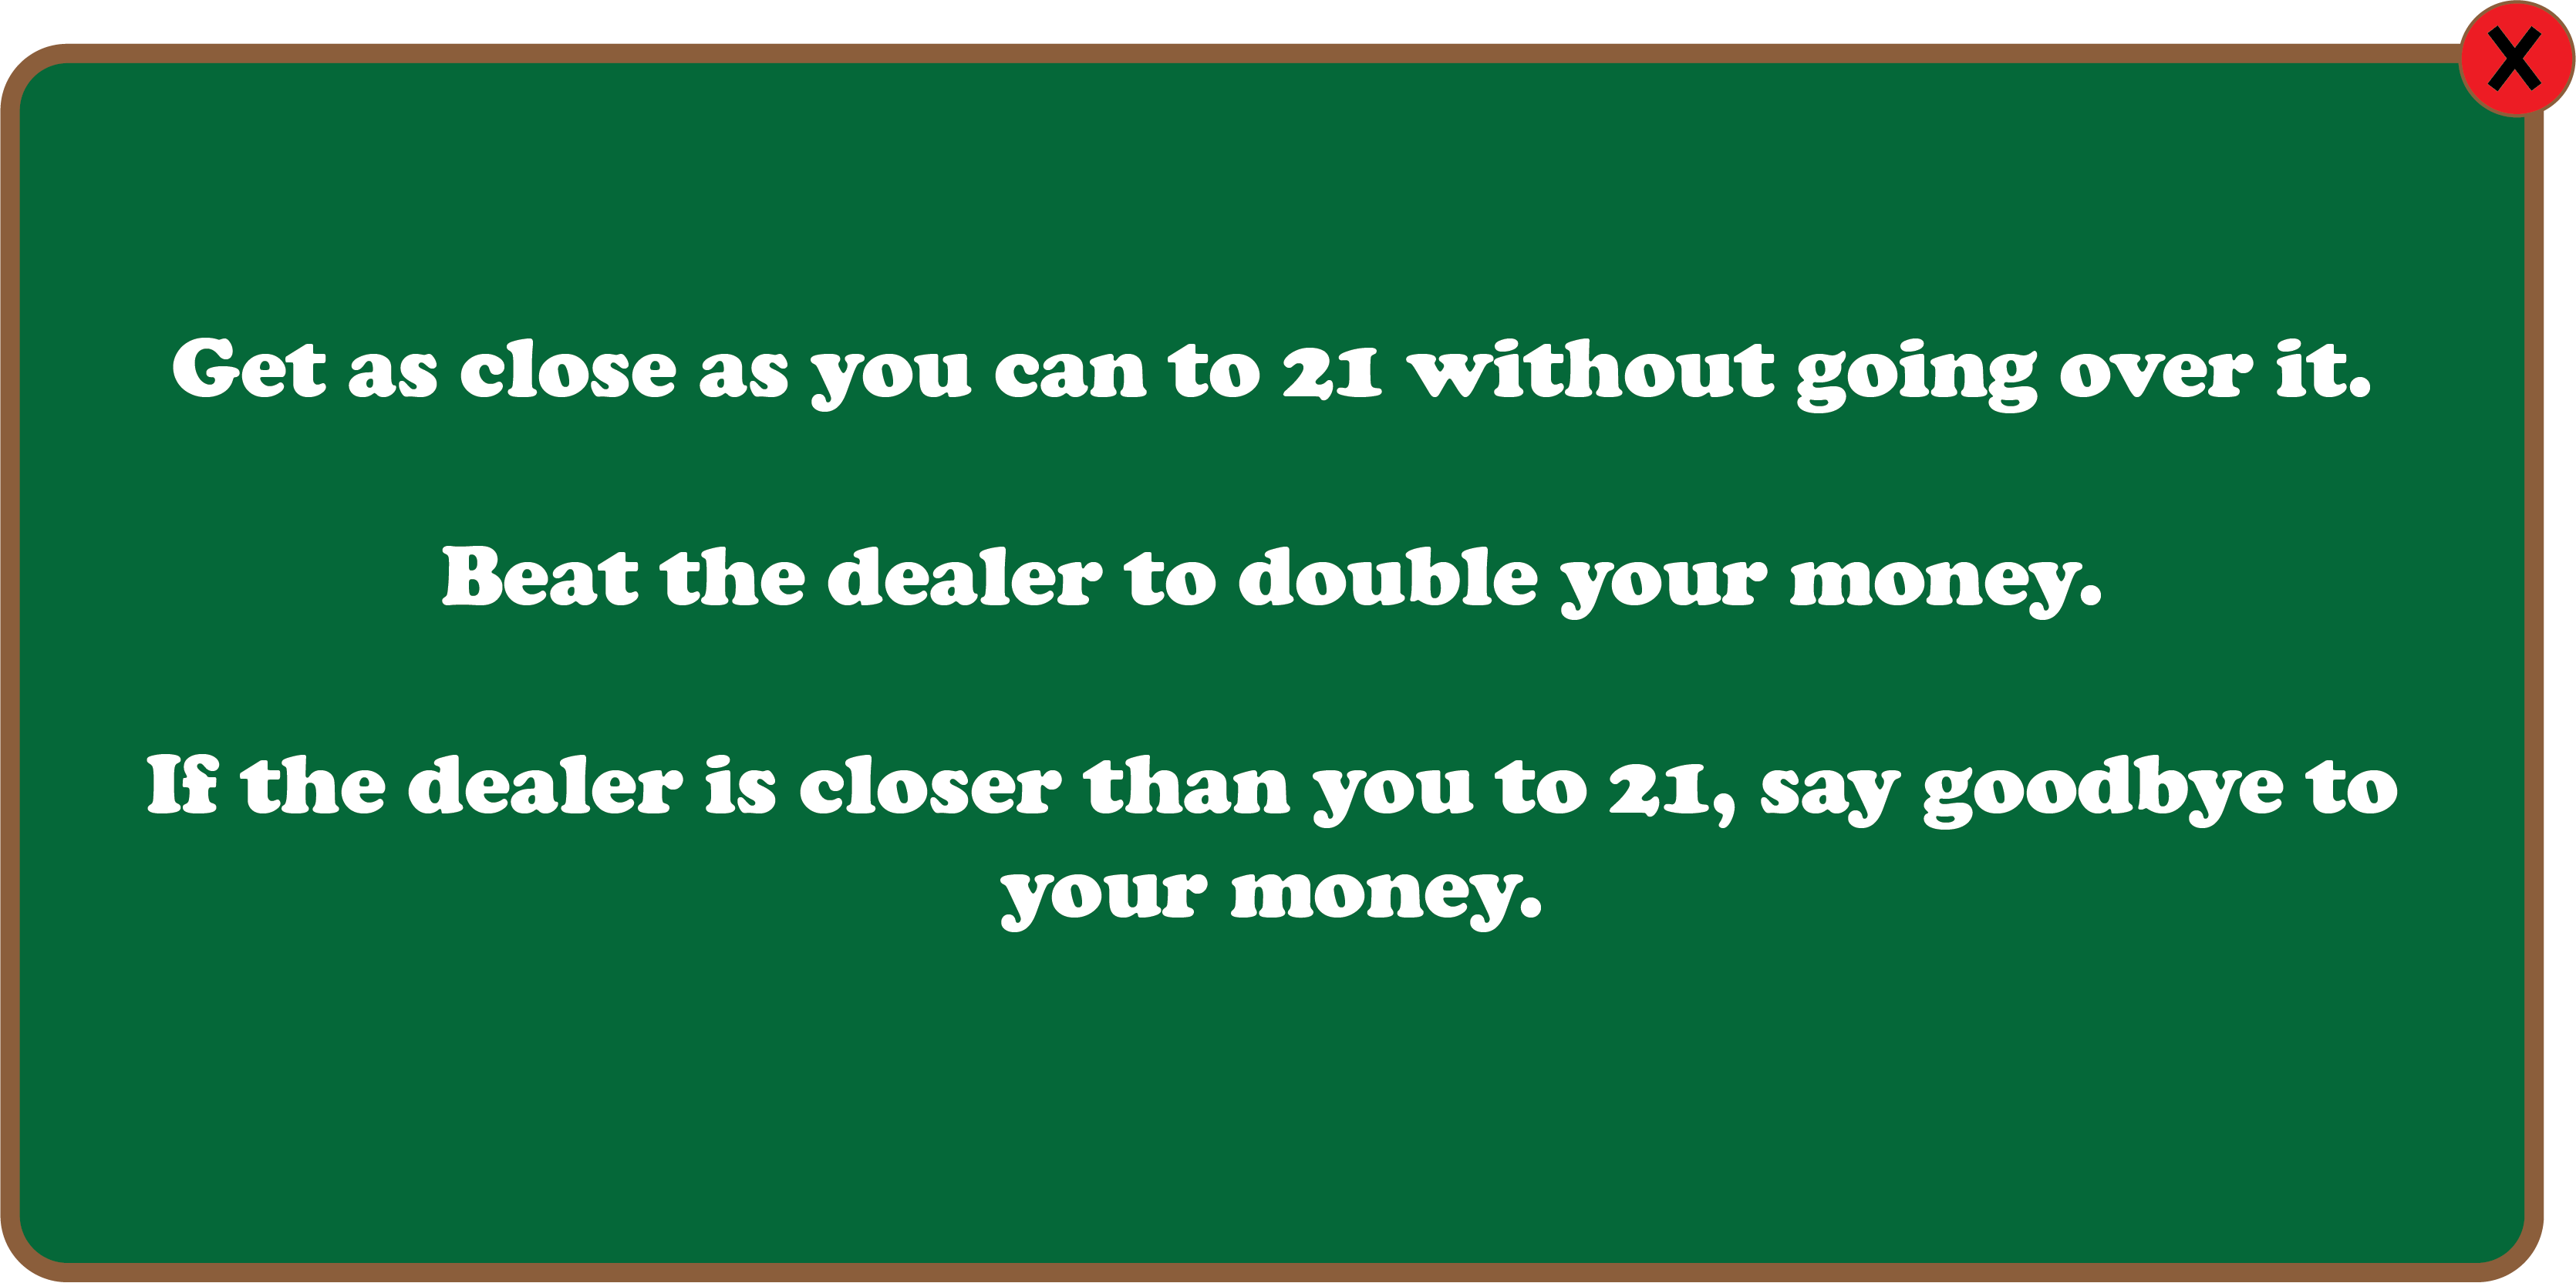 X
Get as close as you can to 21 without going over it.
Beat the dealer to double your money.
If the dealer is closer than you to 21, say goodbye to
your money.